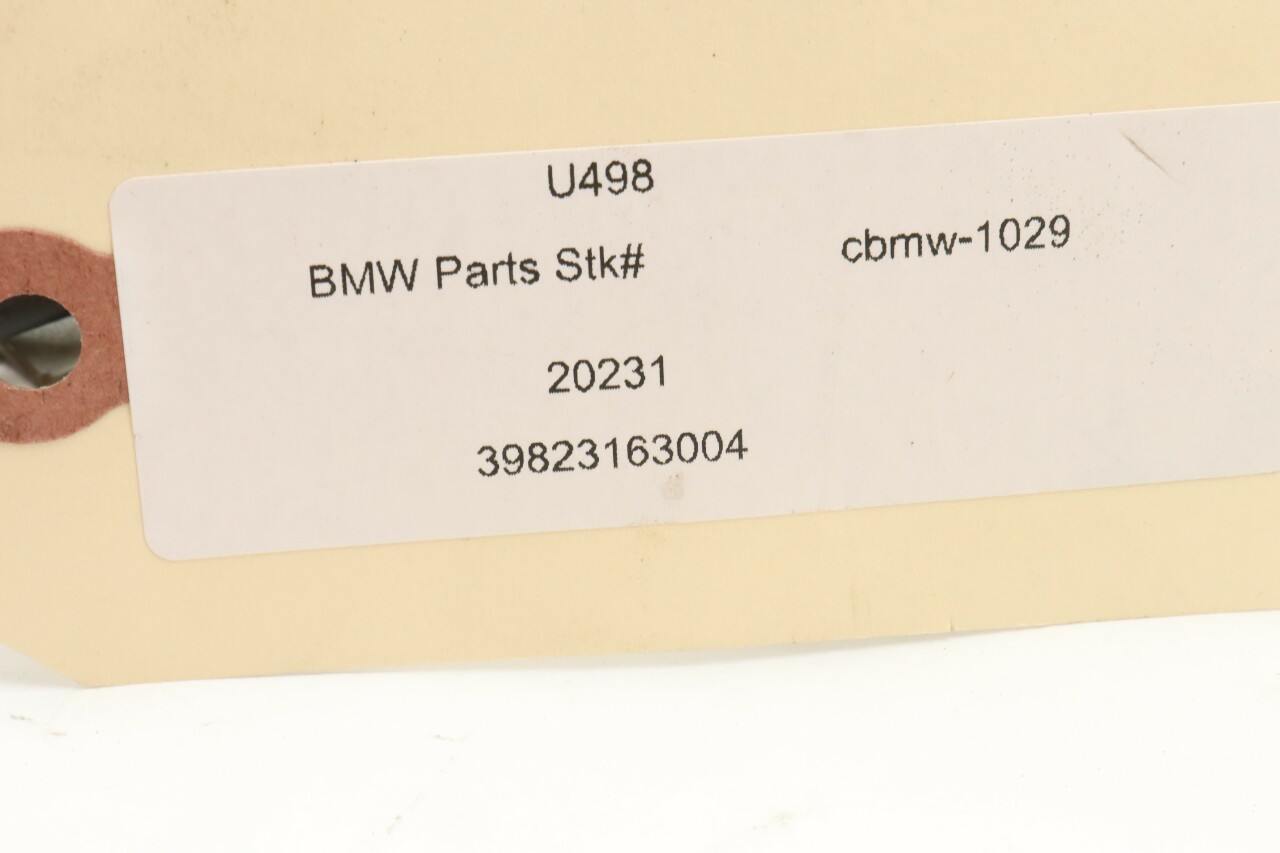 U498
BMW Parts Stk# cbmw-1029
20231
39823163004